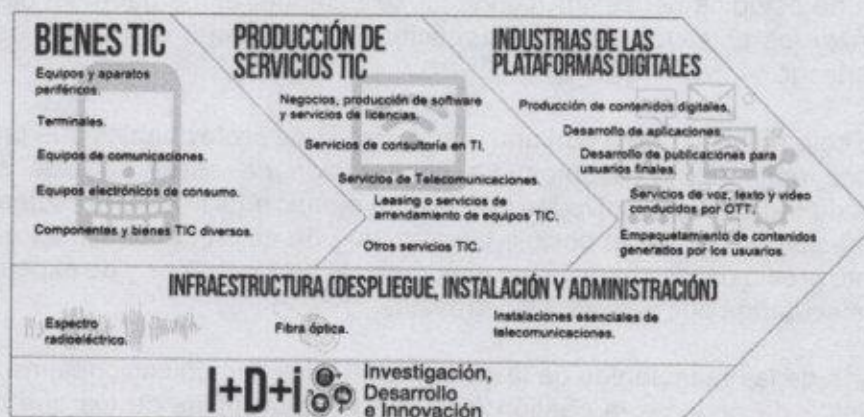 BIENES TIC
Equipos y aparatos
periféricos.
Terminales.
Equipos de comunicaciones.
Equipos electrónicos de consumo.
Componentes y bienes TIC diversos.
PRODUCCIÓN DE
SERVICIOS TIC
Negocios, producción de software
y servicios de licencias.
Servicios de consultoría en TI.
Servicios de Telecomunicaciones.
Leasing o servicios de
arrendamiento de equipos TIC.
Otros servicios TIC.
INDUSTRIAS DE LAS
PLATAFORMAS DIGITALES
Producción de contenidos digitales.
Desarrollo de aplicaciones.
Desarrollo de publicaciones para
usuarios finales.
Servicios de voz, texto y video
conducidos por OTT.
Empaquetamiento de contenidos
generados por los usuarios.
INFRAESTRUCTURA (DESPLIEGUE, INSTALACIÓN Y ADMINISTRACIÓN)
Espectro
radioeléctrico.
Fibra óptica.
Instalaciones esenciales de
telecomunicaciones.
I+D+i
Investigación,
Desarrollo
e Innovación